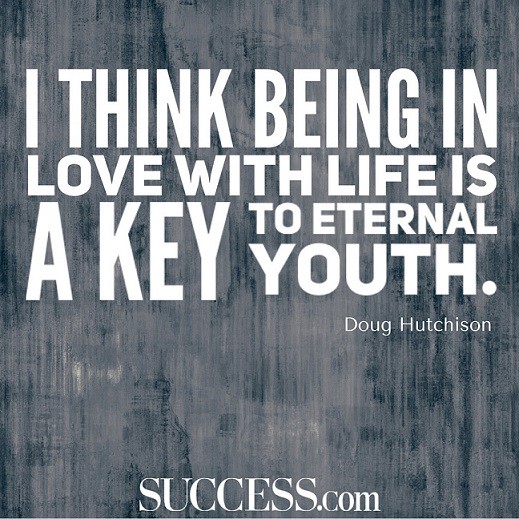 I THINK BEING IN
LOVE WITH LIFE IS
A KEY TO ETERNAL
YOUTH.
Doug Hutchison
SUCCESS.com